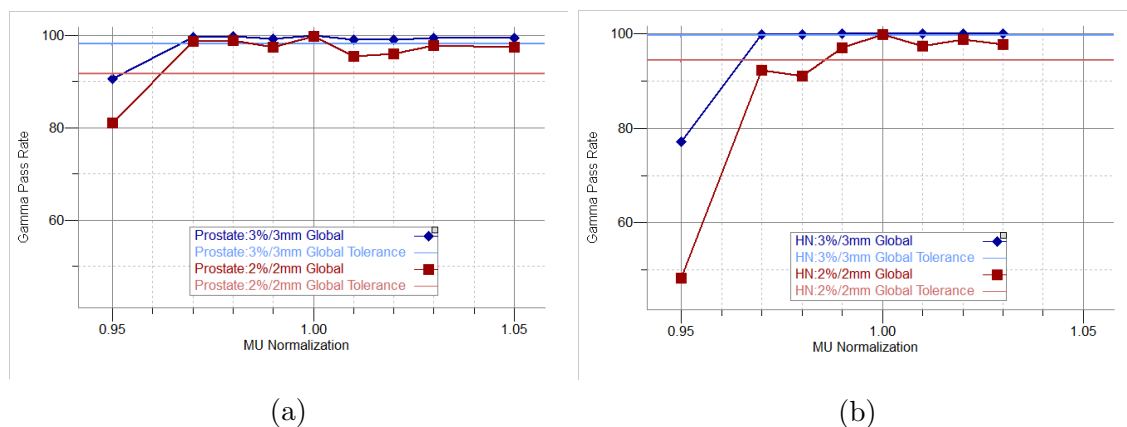 100
80
60
Gamma Pass Rate
Prostate:3%/3mm Global
Prostate:3%/3mm Global Tolerance
Prostate:2%/2mm Global
Prostate:2%/2mm Global Tolerance
0.95 1.00 1.05
MU Normalization
(a)
100
80
60
Gamma Pass Rate
HN:3%/3mm Global
HN:3%/3mm Global Tolerance
HN:2%/2mm Global
HN:2%/2mm Global Tolerance
0.95 1.00 1.05
MU Normalization
(b)